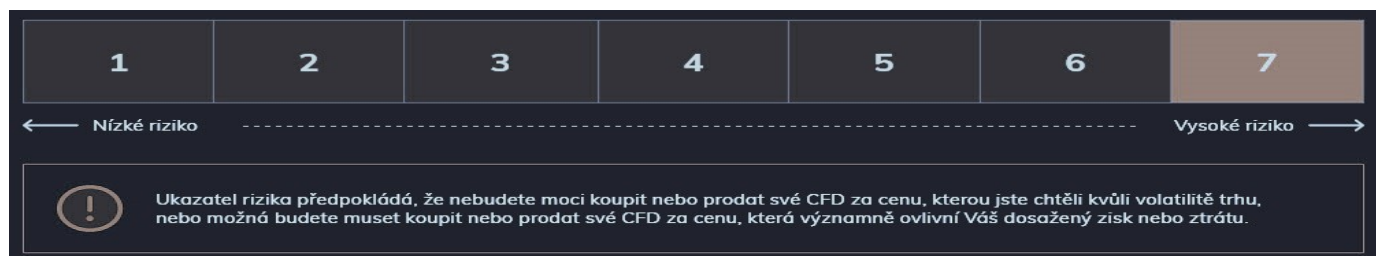 1 2 3 4 5 6 7
Nízké riziko Vysoké riziko
Ukazatel rizika předpokládá, že nebudete moci koupit nebo prodat své CFD za cenu, kterou jste chtěli kvůli volatilitě trhu,
nebo možná budete muset koupit nebo prodat své CFD za cenu, která významně ovlivní Váš dosažený zisk nebo ztrátu.